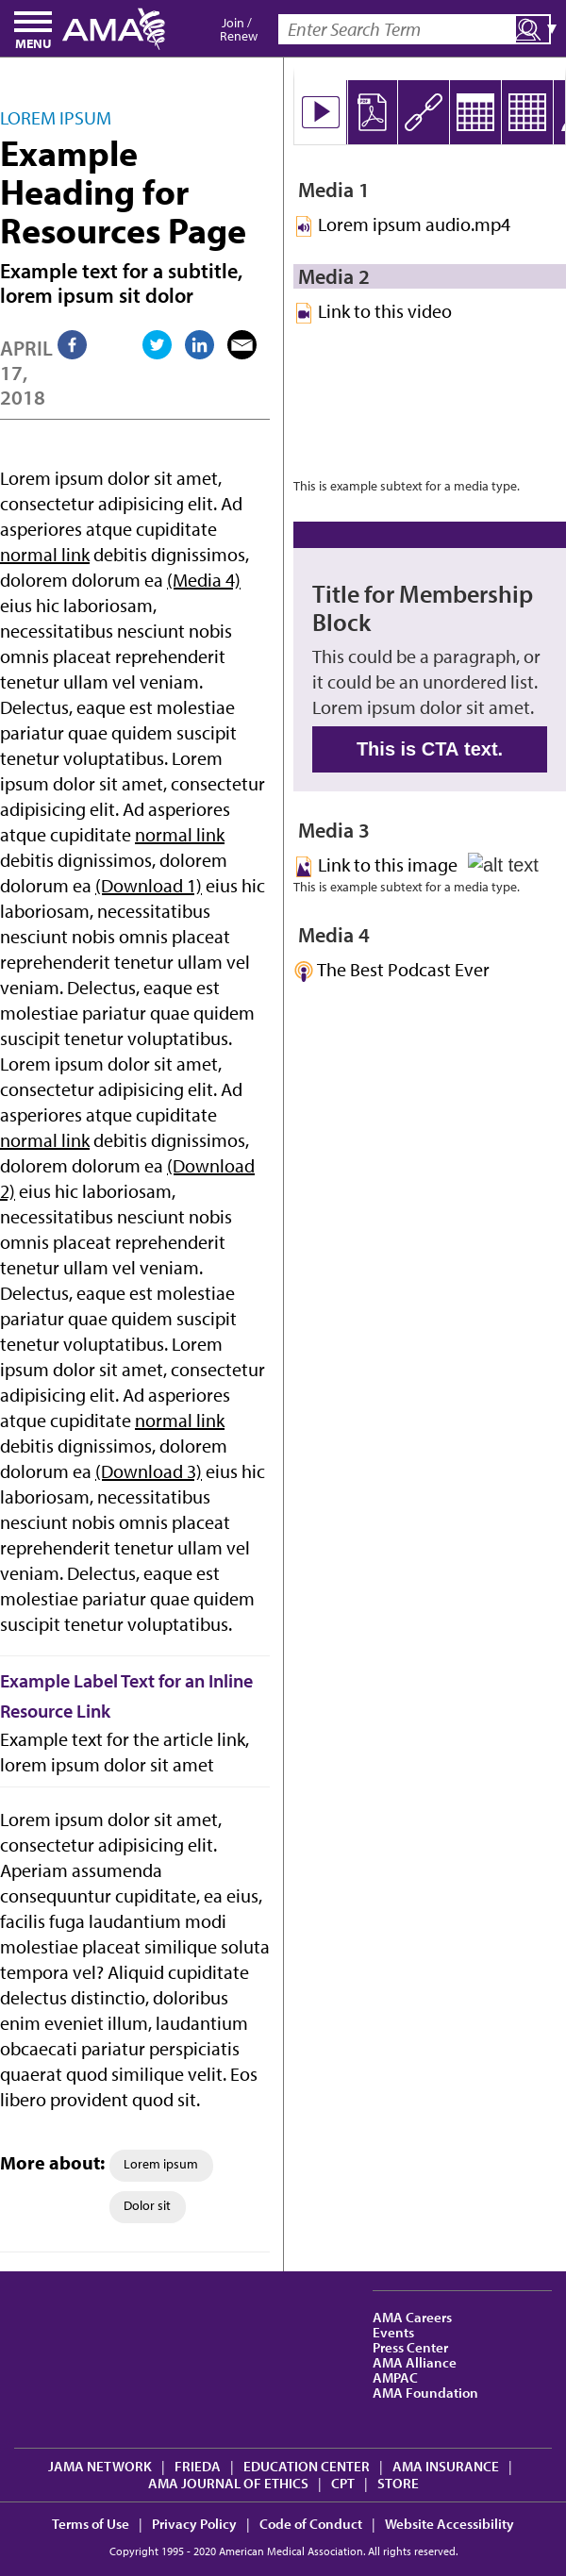 MENU
AMA
Join /
Renew
Enter Search Term
LOREM IPSUM
Example
Heading for
Resources Page
Example text for a subtitle,
lorem ipsum sit dolor
APRIL
17,
2018
Lorem ipsum dolor sit amet,
consectetur adipisicing elit. Ad
asperiores atque cupiditate
normal link debitis dignissimos,
dolorem dolorum ea (Media 4)
eius hic laboriosam,
necessitatibus nesciunt nobis
omnis placeat reprehenderit
tenetur ullam vel veniam.
Delectus, eaque est molestiae
pariatur quae quidem suscipit
tenetur voluptatibus. Lorem
ipsum dolor sit amet, consectetur
adipisicing elit. Ad asperiores
atque cupiditate normal link
debitis dignissimos, dolorem
dolorum ea (Download 1) eius hic
laboriosam, necessitatibus
nesciunt nobis omnis placeat
reprehenderit tenetur ullam vel
veniam. Delectus, eaque est
molestiae pariatur quae quidem
suscipit tenetur voluptatibus.
Lorem ipsum dolor sit amet,
consectetur adipisicing elit. Ad
asperiores atque cupiditate
normal link debitis dignissimos,
dolorem dolorum ea (Download
2) eius hic laboriosam,
necessitatibus nesciunt nobis
omnis placeat reprehenderit
tenetur ullam vel veniam.
Delectus, eaque est molestiae
pariatur quae quidem suscipit
tenetur voluptatibus. Lorem
ipsum dolor sit amet, consectetur
adipisicing elit. Ad asperiores
atque cupiditate normal link
debitis dignissimos, dolorem
dolorum ea (Download 3) eius hic
laboriosam, necessitatibus
nesciunt nobis omnis placeat
reprehenderit tenetur ullam vel
veniam. Delectus, eaque est
molestiae pariatur quae quidem
suscipit tenetur voluptatibus.
Example Label Text for an Inline
Resource Link
Example text for the article link,
lorem ipsum dolor sit amet
Lorem ipsum dolor sit amet,
consectetur adipisicing elit.
Aperiam assumenda
consequuntur cupiditate, ea eius,
facilis fuga laudantium modi
molestiae placeat similique soluta
tempora vel? Aliquid cupiditate
delectus distinctio, doloribus
enim eveniet illum, laudantium
obcaecati pariatur perspiciatis
quaerat quod similique velit. Eos
libero provident quod sit.
More about: Lorem ipsum
Dolor sit
PDF
Media 1
Lorem ipsum audio.mp4
Media 2
Link to this video
This is example subtext for a media type.
Title for Membership
Block
This could be a paragraph, or
it could be an unordered list.
Lorem ipsum dolor sit amet.
This is CTA text.
Media 3
Link to this image alt text
This is example subtext for a media type.
Media 4
The Best Podcast Ever
AMA Careers
Events
Press Center
AMA Alliance
AMPAC
AMA Foundation
JAMA NETWORK | FRIEDA | EDUCATION CENTER | AMA INSURANCE |
AMA JOURNAL OF ETHICS | CPT | STORE
Terms of Use | Privacy Policy | Code of Conduct | Website Accessibility
Copyright 1995 - 2020 American Medical Association. All rights reserved.